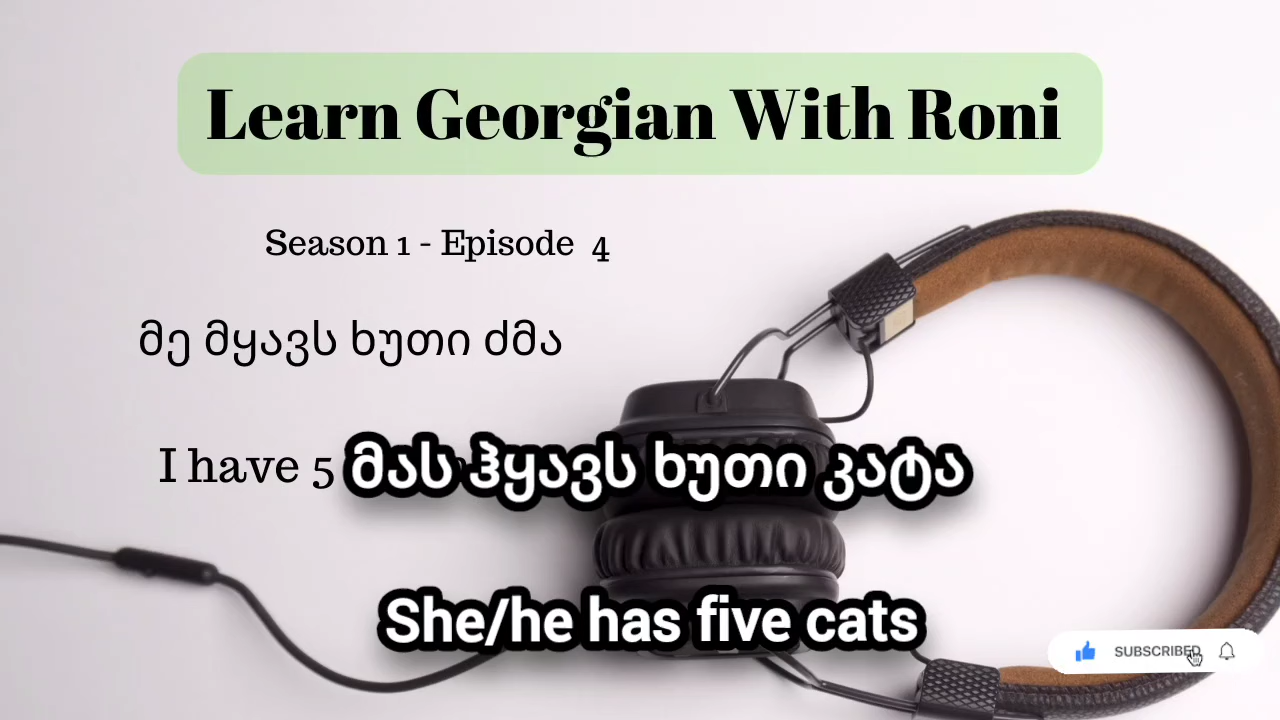 Learn Georgian With Roni
Season 1 - Episode 4
მე მყავს ხუთი ძმა
I have 5
მას ჰყავს ხუთი კატა
She/he has five cats
SUBSCRIBED